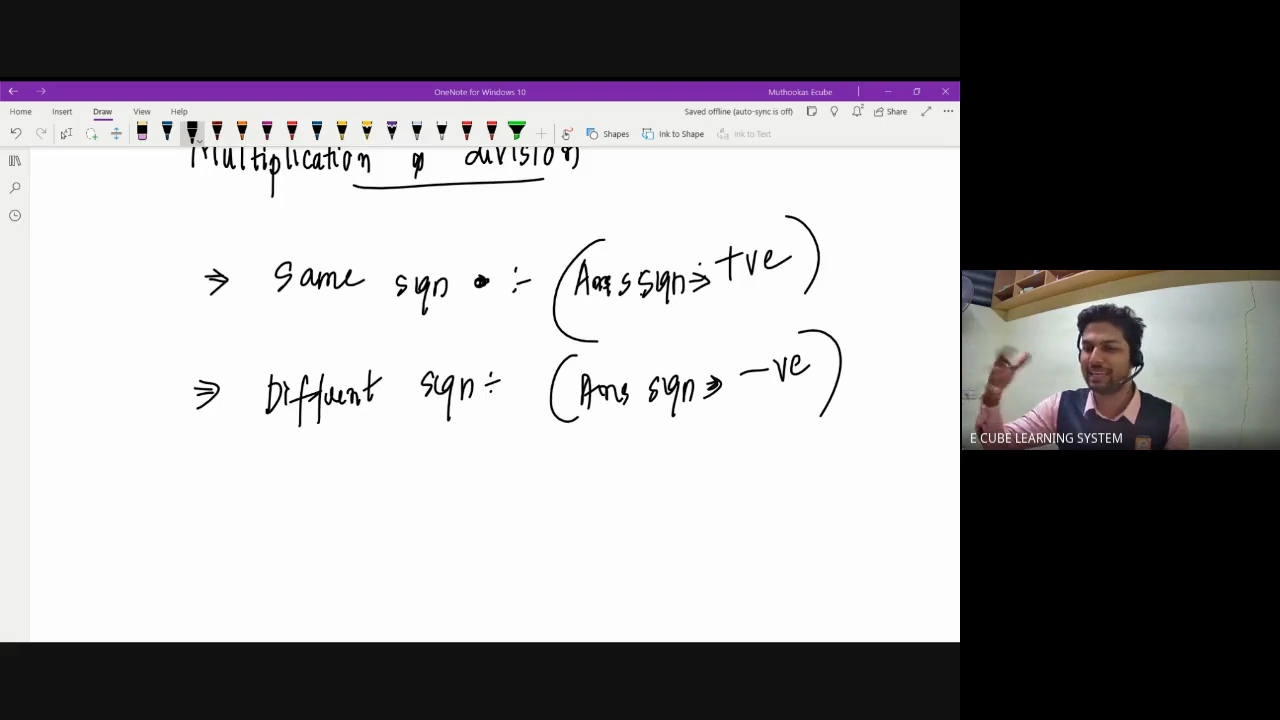 OneNote for Windows 10
Muthookas Ecube
Home Insert Draw View Help
Saved offline (auto-sync is off)
Share
Shapes
Ink to Shape
Ink to Text
Multiplication & division
⇒ Same sign :- (Ans sign ⇒ +ve)
⇒ Different sign :- (Ans sign ⇒ -ve)
E CUBE LEARNING SYSTEM